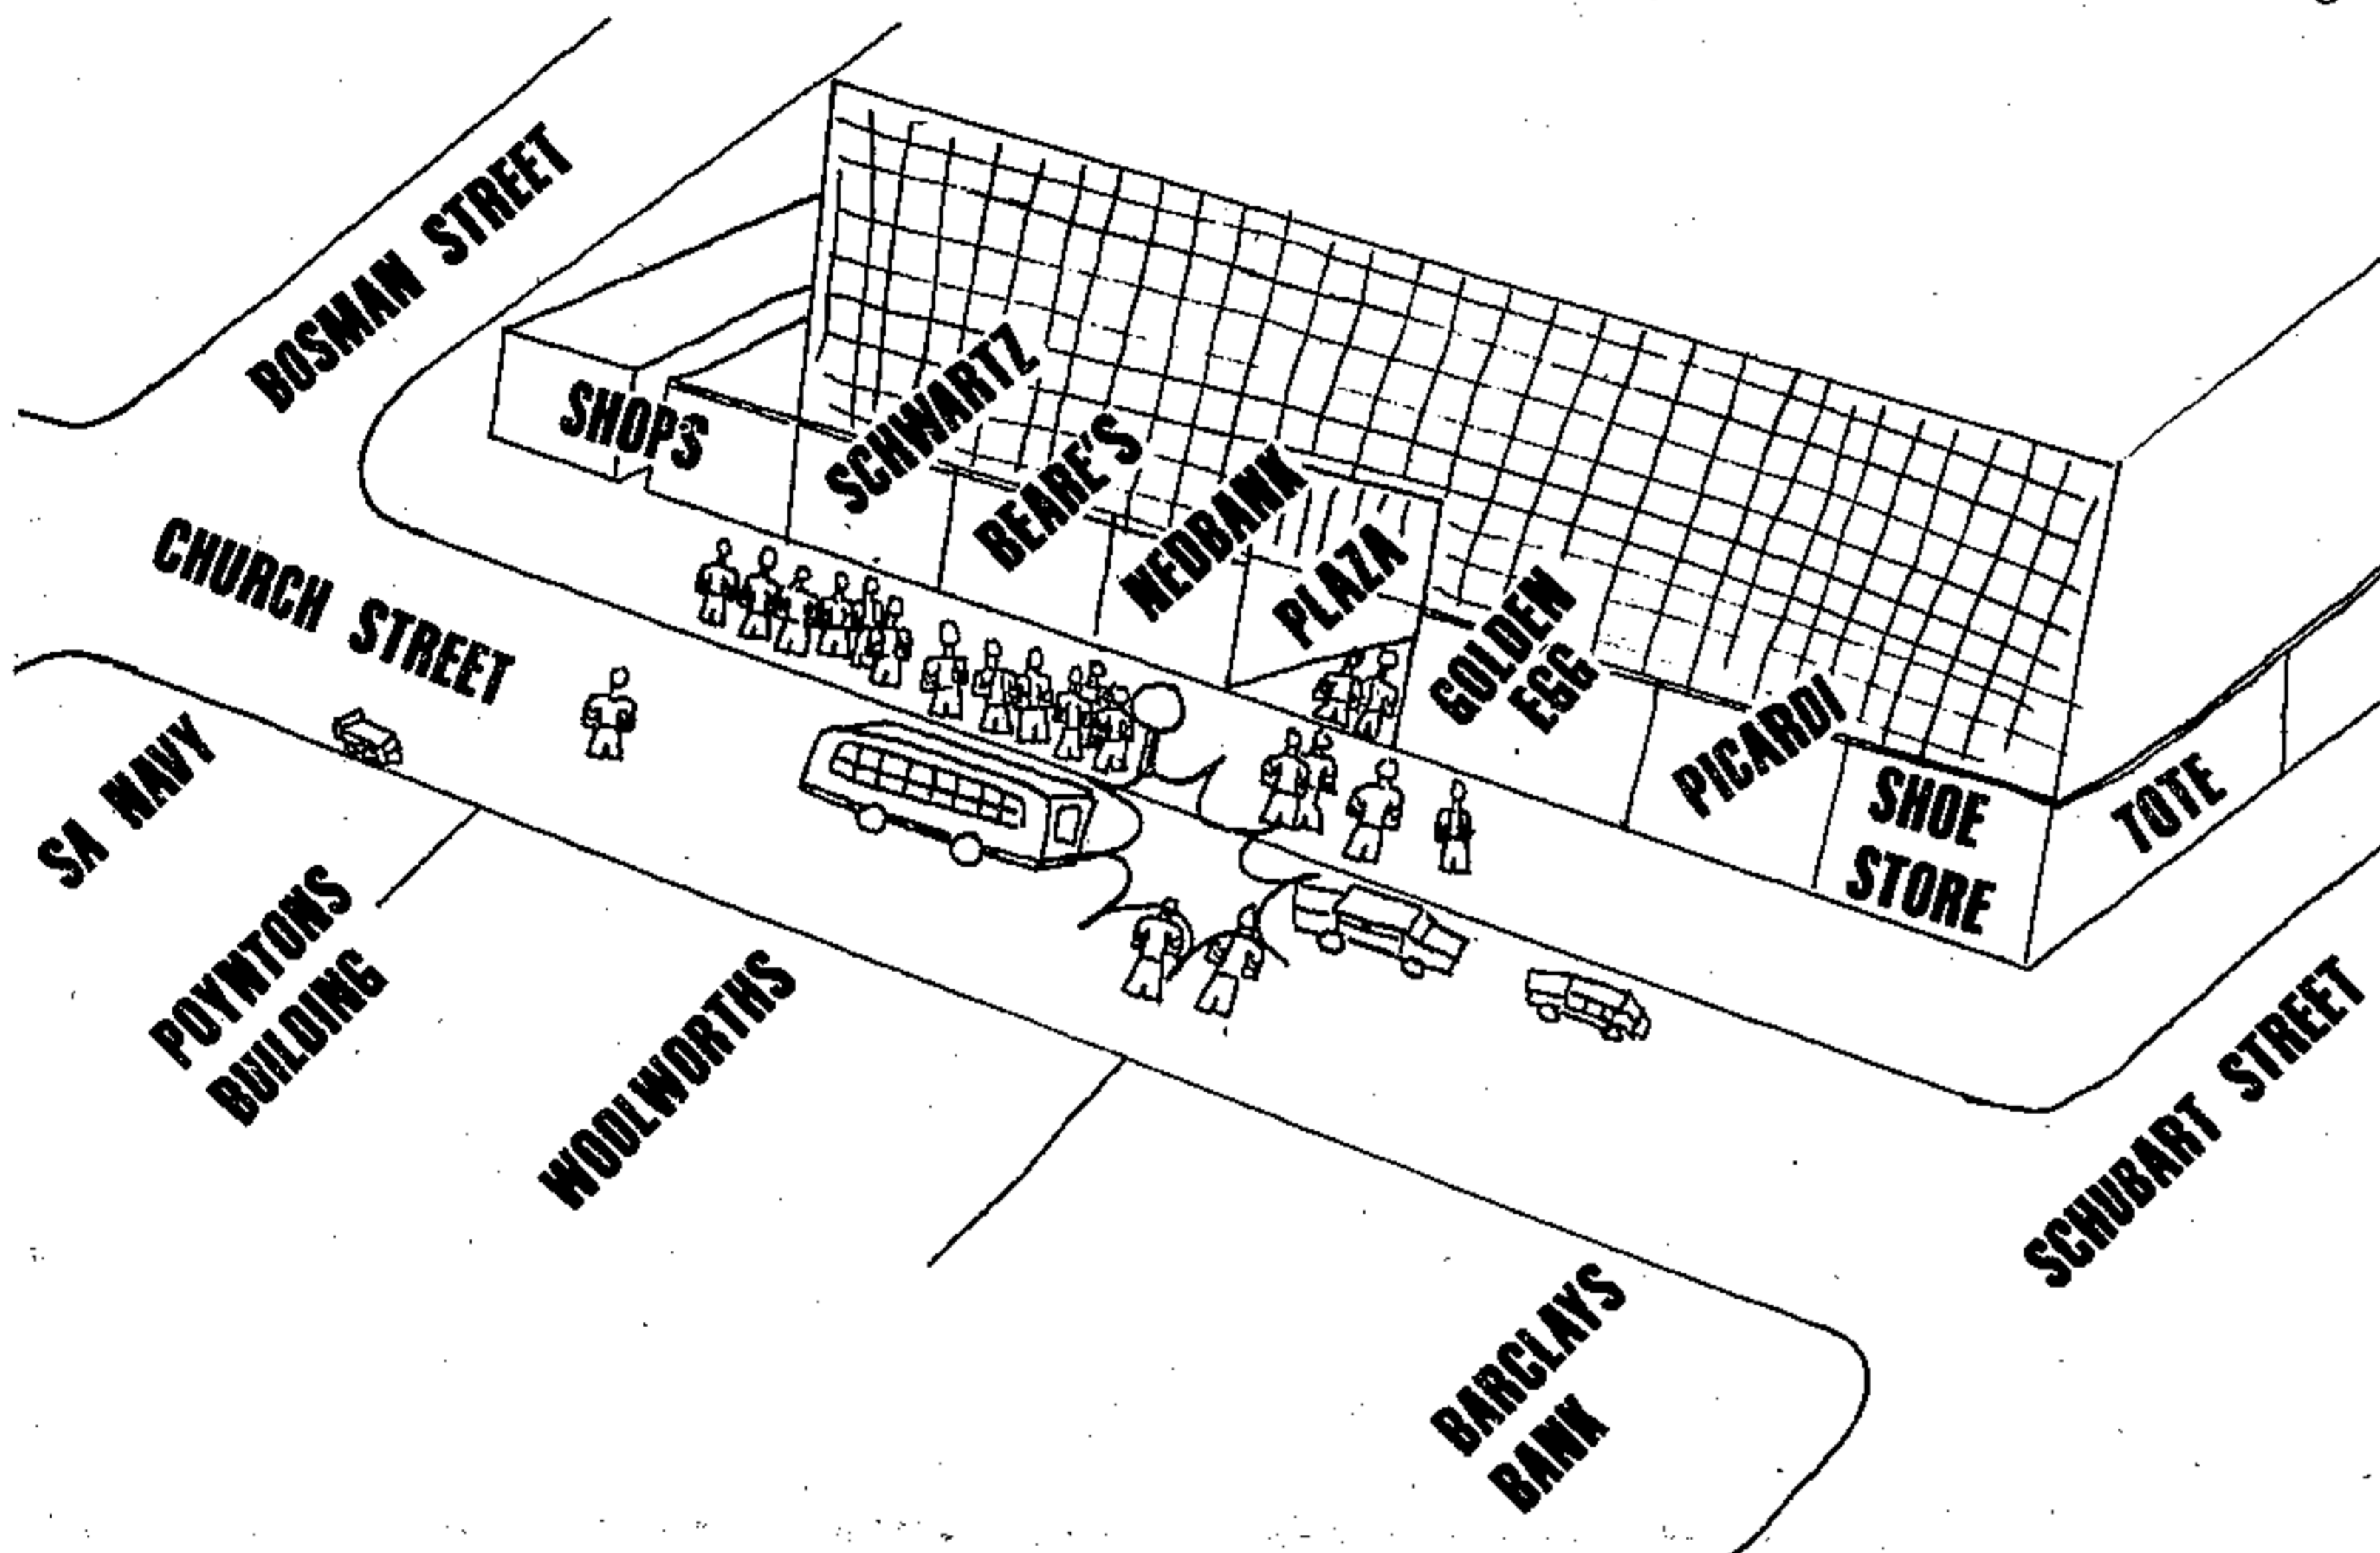 BOSMAN STREET
SHOPS
SCHWARTZ
BEARE'S
NEDBANK
PLAZA
GOLDEN
EGG
PICARDI
SHOE
STORE
TOTE
CHURCH STREET
SA NAVY
POYNTONS
BUILDING
WOOLWORTHS
BARCLAYS
BANK
SCHUBART STREET